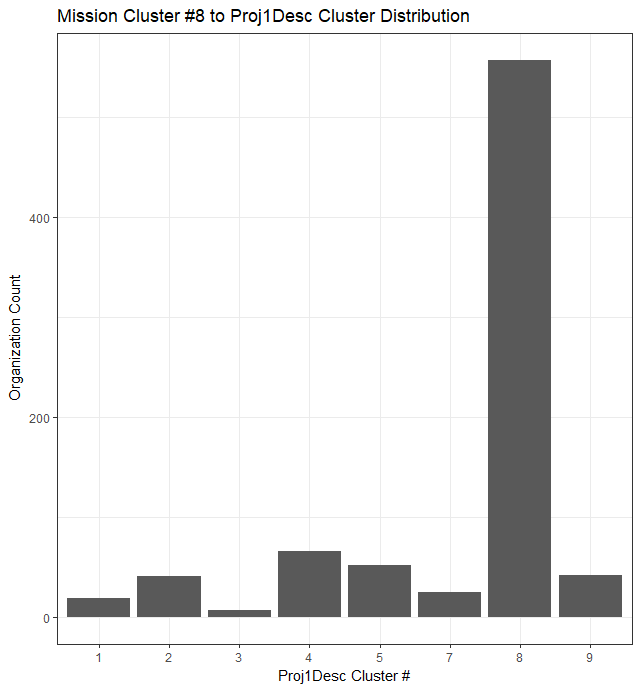 Mission Cluster #8 to Proj1Desc Cluster Distribution
Organization Count
400
200
0
1 2 3 4 5 7 8 9
Proj1Desc Cluster #